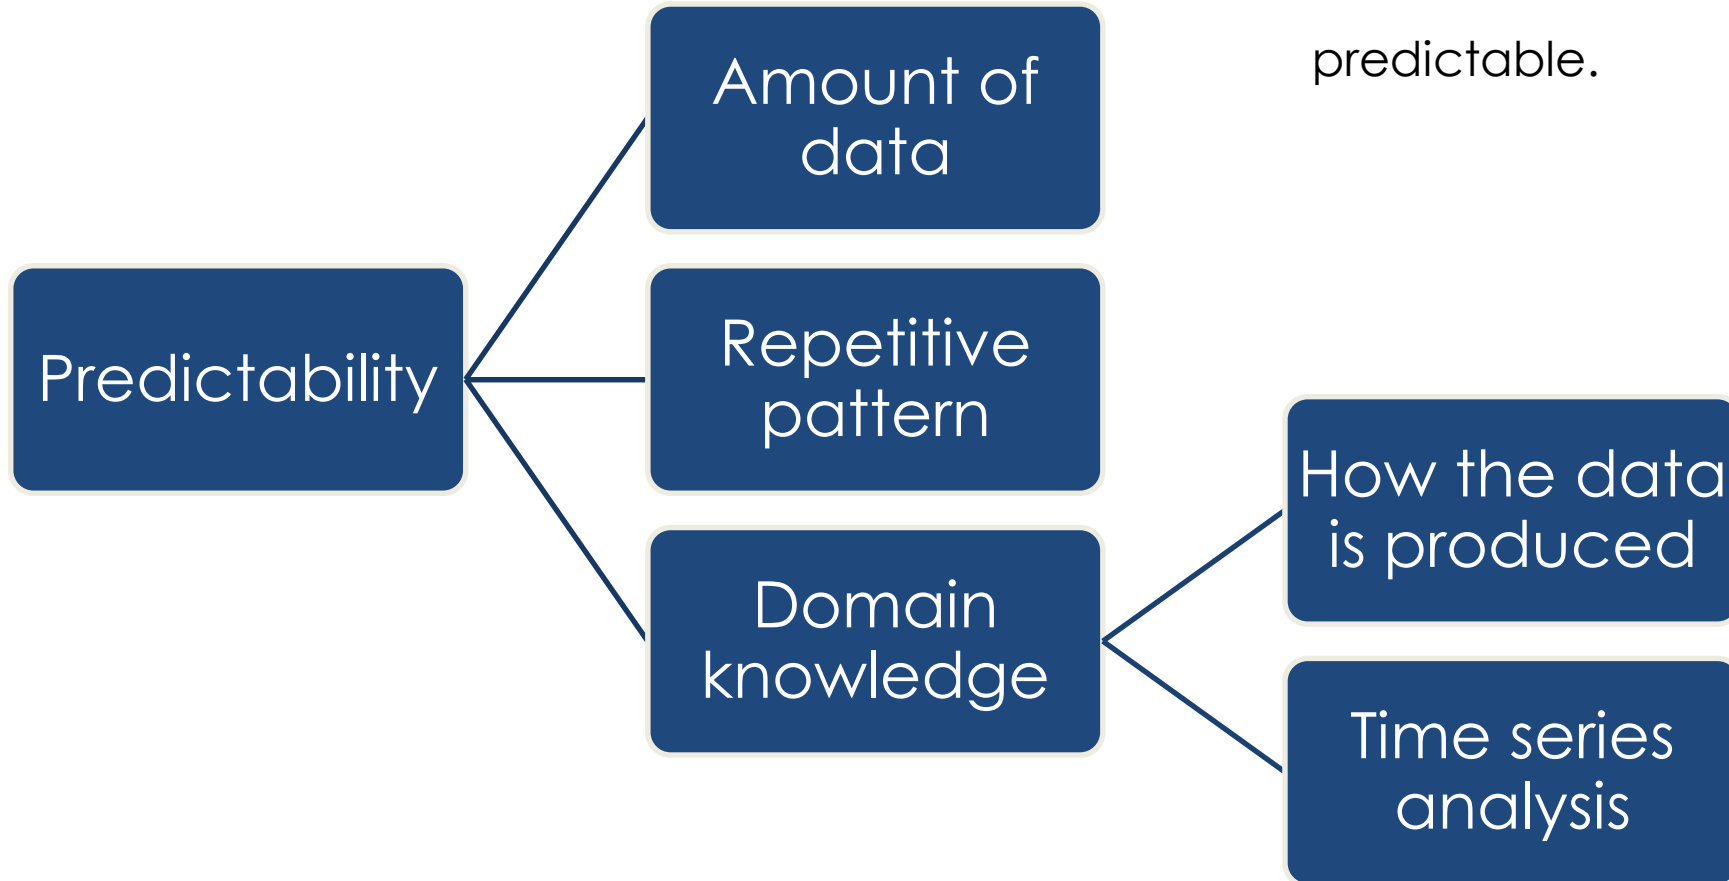 predictable.
Predictability
Amount of
data
Repetitive
pattern
Domain
knowledge
How the data
is produced
Time series
analysis